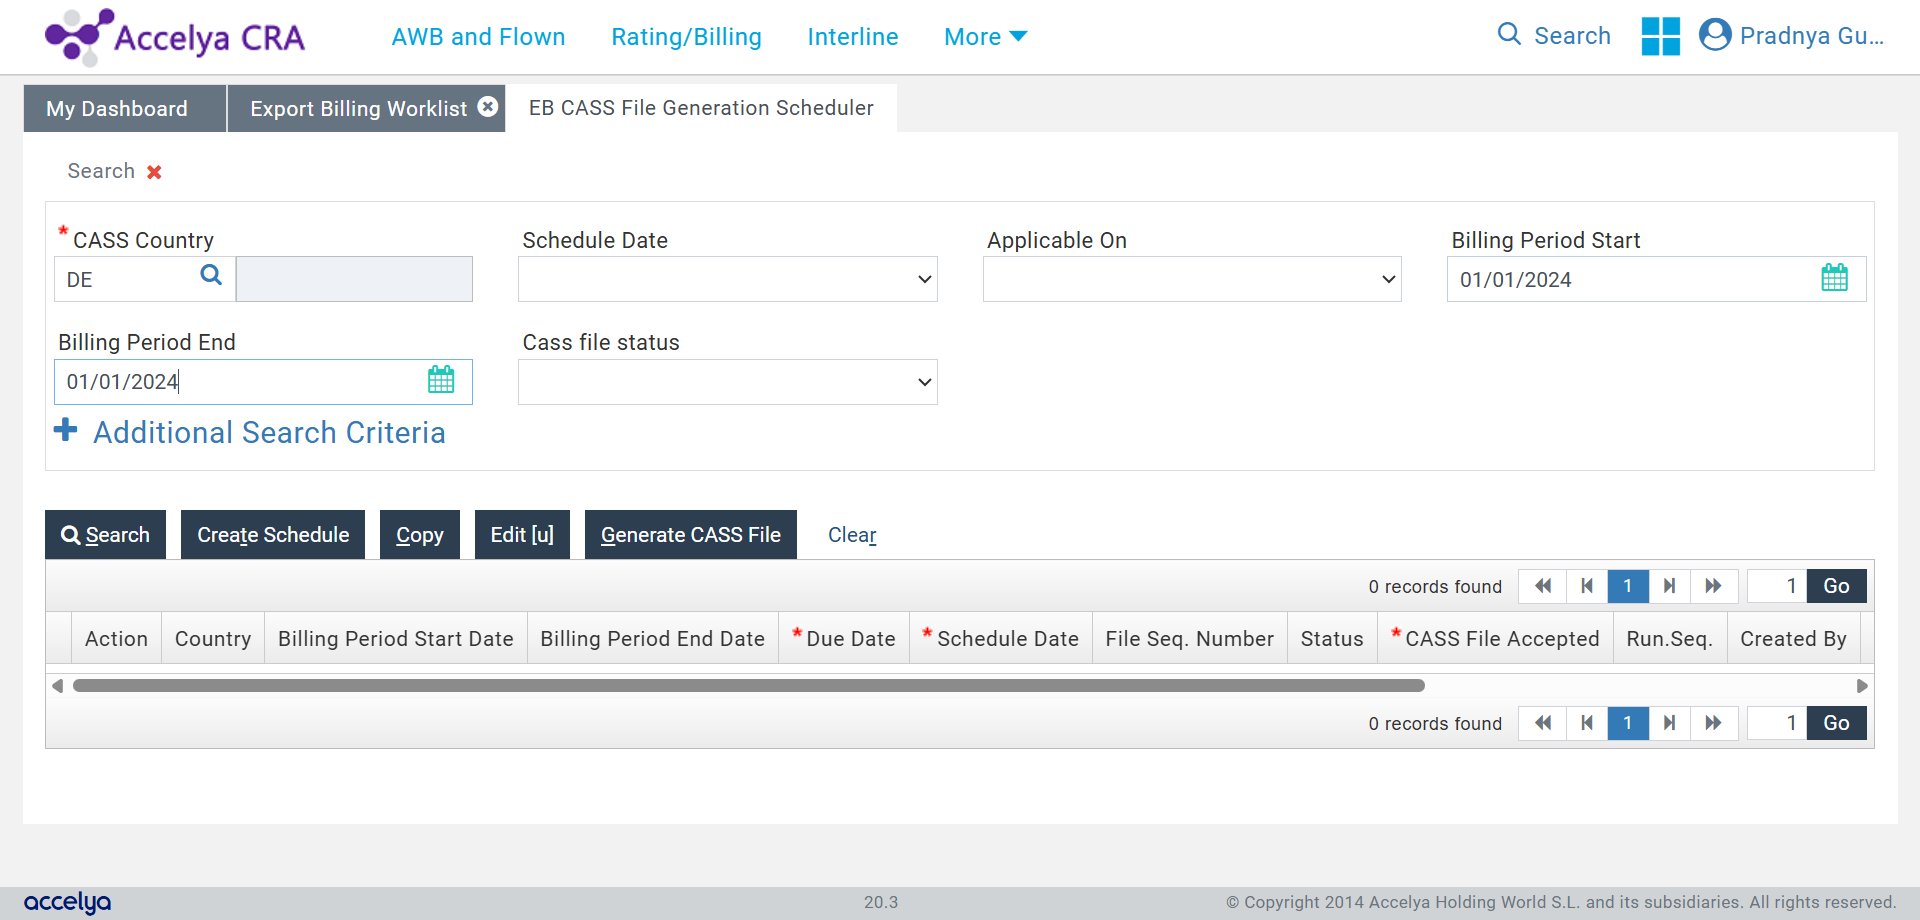 Accelya CRA
AWB and Flown Rating/Billing Interline More
Search Pradnya Gu...
My Dashboard Export Billing Worklist EB CASS File Generation Scheduler
Search
* CASS Country Schedule Date Applicable On Billing Period Start
DE 01/01/2024
Billing Period End Cass file status
01/01/2024
Additional Search Criteria
Search Create Schedule Copy Edit [u] Generate CASS File Clear
0 records found 1 1 Go
Action Country Billing Period Start Date Billing Period End Date * Due Date * Schedule Date File Seq. Number Status * CASS File Accepted Run.Seq. Created By
0 records found 1 1 Go
accelya 20.3 © Copyright 2014 Accelya Holding World S.L. and its subsidiaries. All rights reserved.